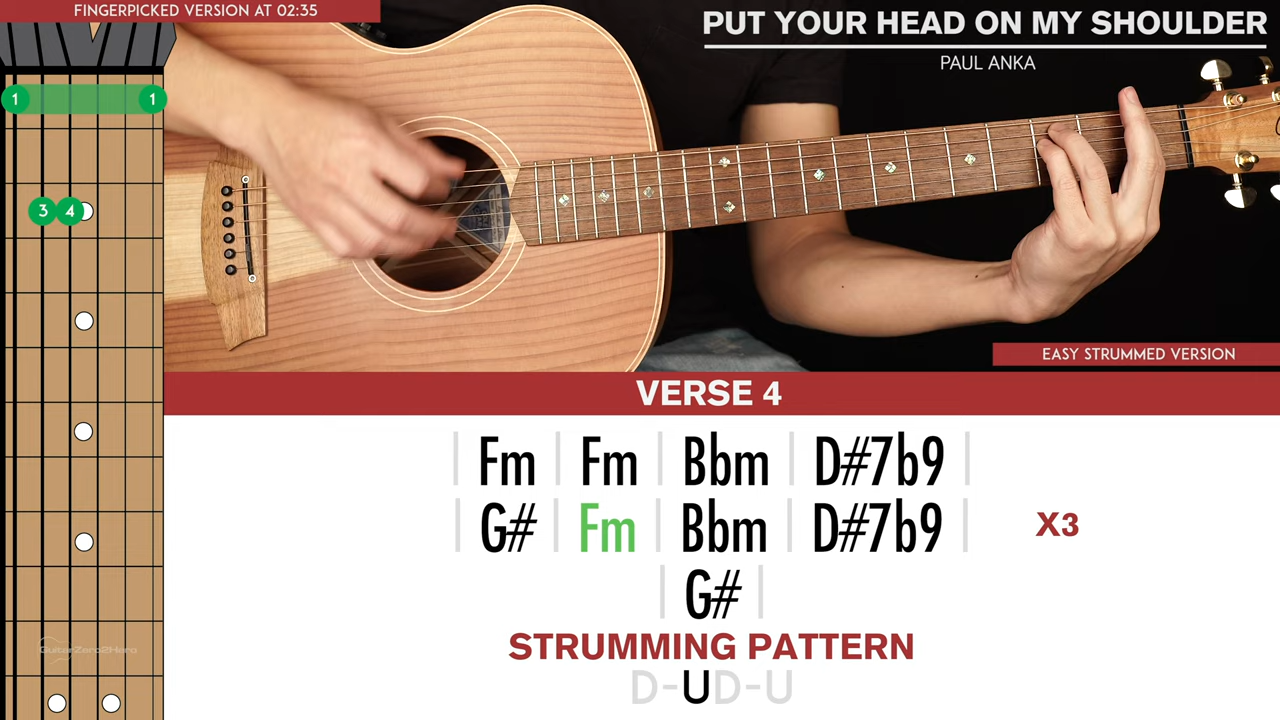 FINGERPICKED VERSION AT 02:35
PUT YOUR HEAD ON MY SHOULDER
PAUL ANKA
1 1
3 4
EASY STRUMMED VERSION
VERSE 4
| Fm | Fm | Bbm | D#7b9 |
| G# | Fm | Bbm | D#7b9 | X3
| G# |
STRUMMING PATTERN
D-UD-U
GuitarZero2Hero